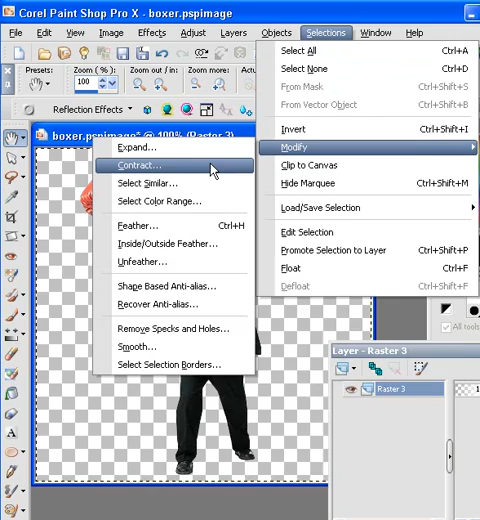 Corel Paint Shop Pro X - boxer.pspimage
File Edit View Image Effects Adjust Layers Objects Selections Window Help
Presets: Zoom ( % ) : Zoom out / in : Zoom more:
100
Reflection Effects
boxer.pspimage* @ 100% (Raster 3)
Select All Ctrl+A
Select None Ctrl+D
From Mask Ctrl+Shift+S
From Vector Object Ctrl+Shift+B
Invert Ctrl+Shift+I
Modify
Clip to Canvas
Hide Marquee Ctrl+Shift+M
Load/Save Selection
Edit Selection
Promote Selection to Layer Ctrl+Shift+P
Float Ctrl+F
Defloat Ctrl+Shift+F
Expand...
Contract...
Select Similar...
Select Color Range...
Feather... Ctrl+H
Inside/Outside Feather...
Unfeather...
Shape Based Anti-alias...
Recover Anti-alias...
Remove Specks and Holes...
Smooth...
Select Selection Borders...
All tools
Layer - Raster 3
Raster 3